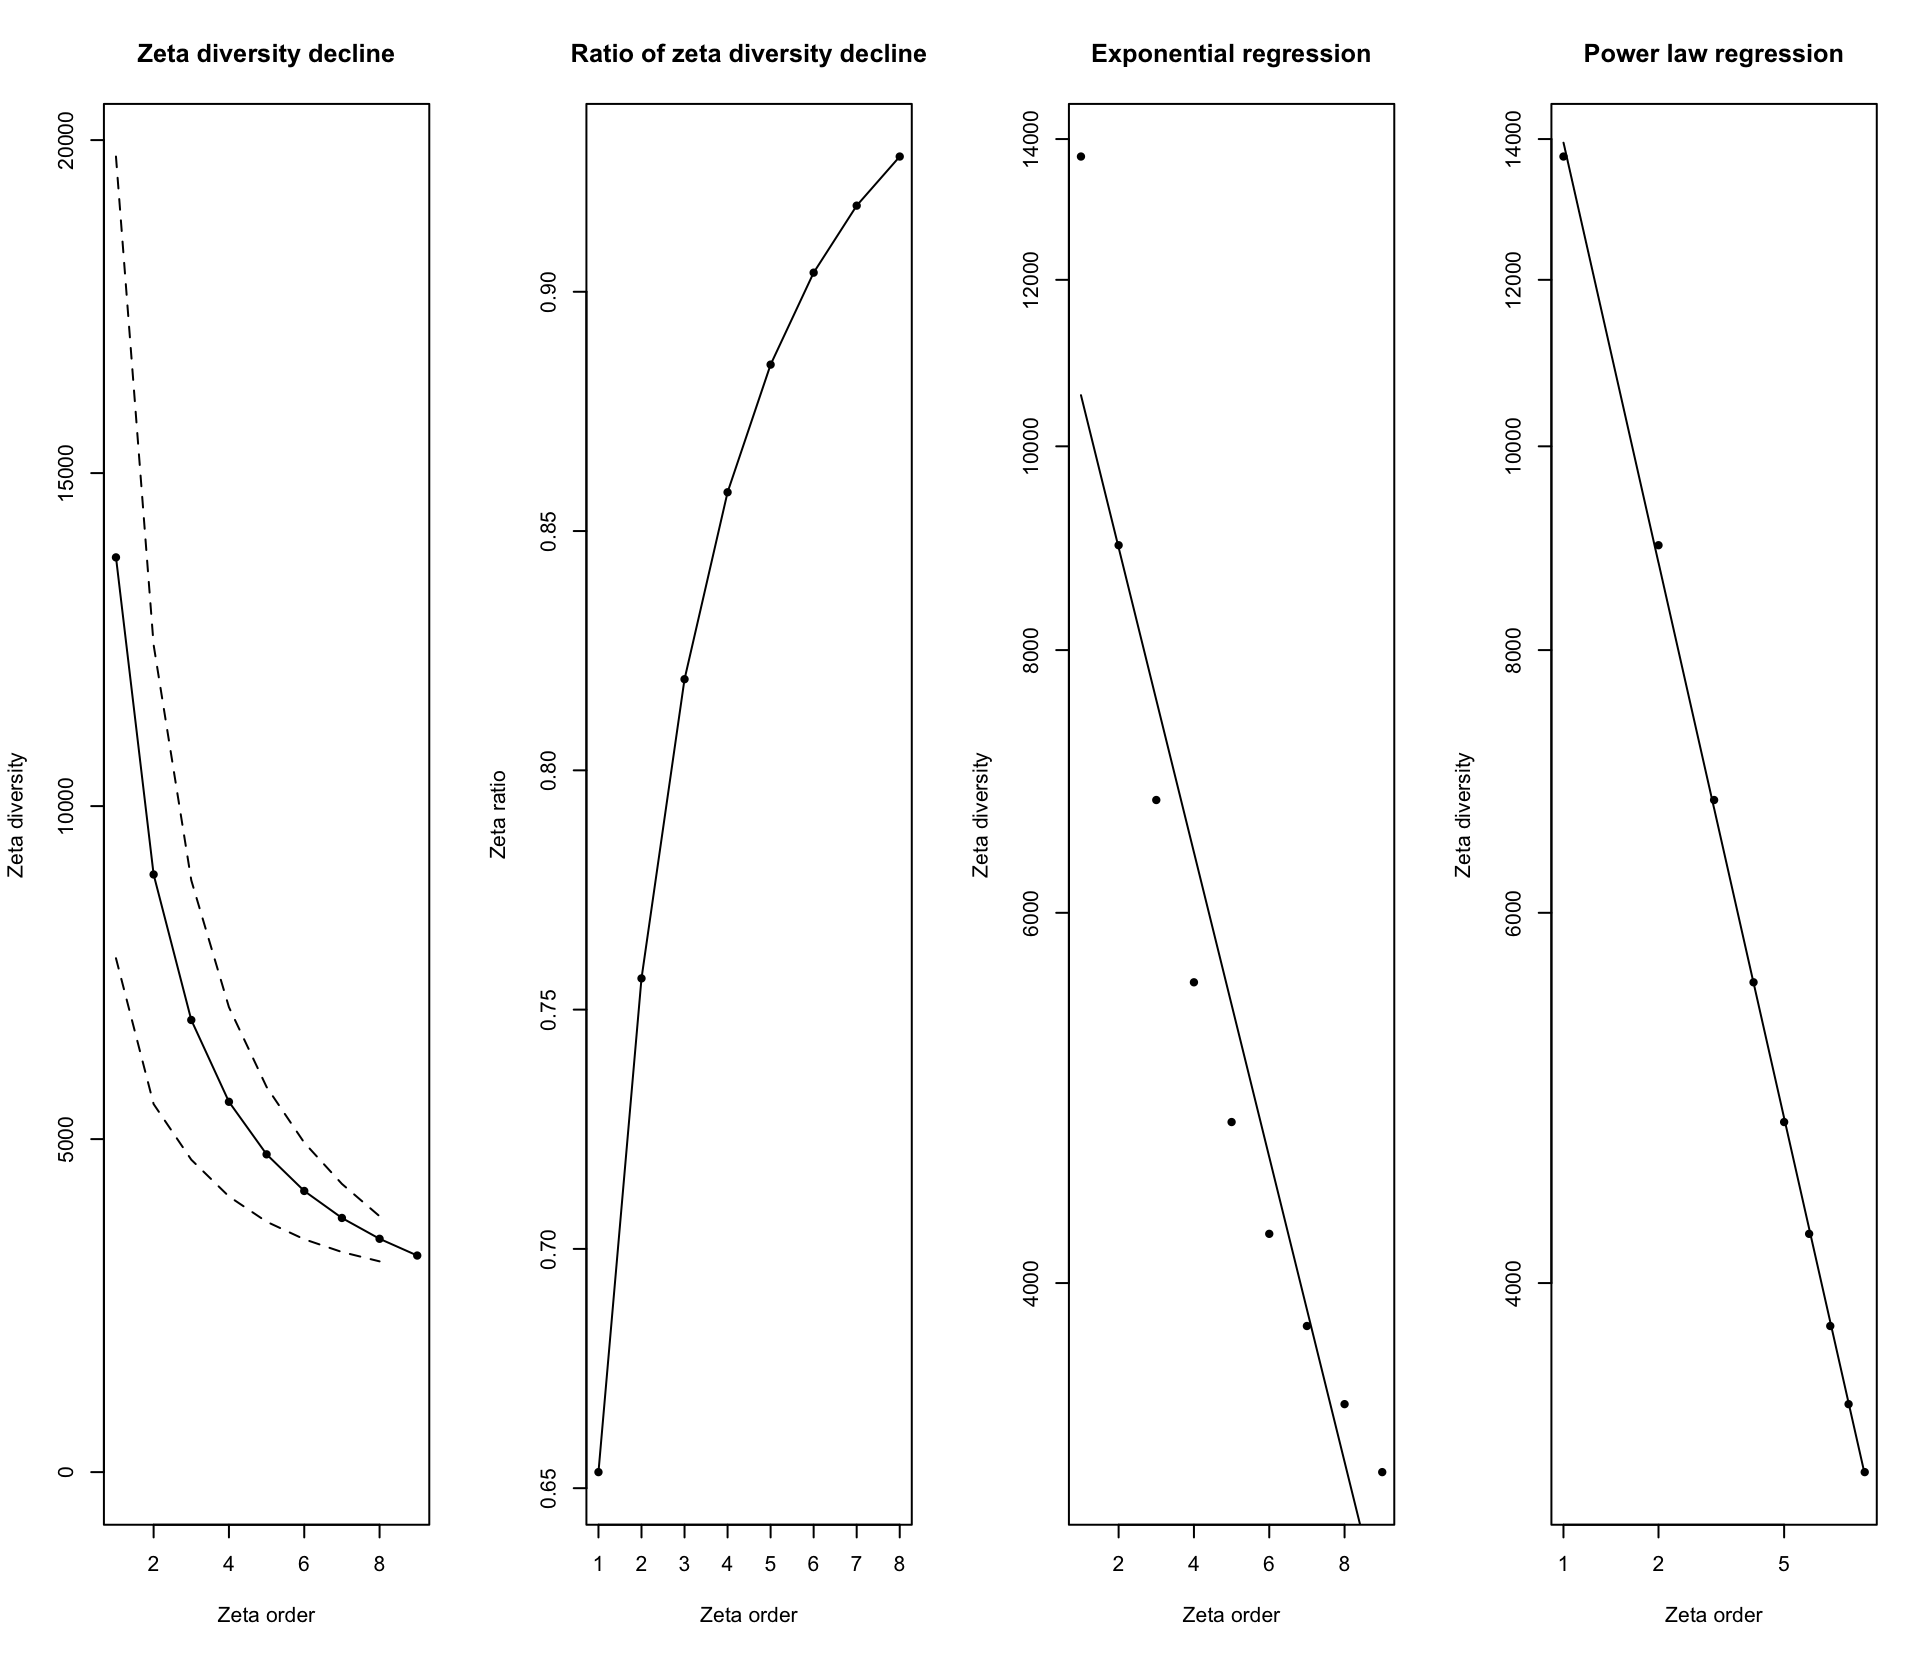 Zeta diversity decline
Zeta diversity
20000
15000
10000
5000
0
2 4 6 8
Zeta order
Ratio of zeta diversity decline
Zeta ratio
0.90
0.85
0.80
0.75
0.70
0.65
1 2 3 4 5 6 7 8
Zeta order
Exponential regression
Zeta diversity
14000
12000
10000
8000
6000
4000
2 4 6 8
Zeta order
Power law regression
Zeta diversity
14000
12000
10000
8000
6000
4000
1 2 5
Zeta order